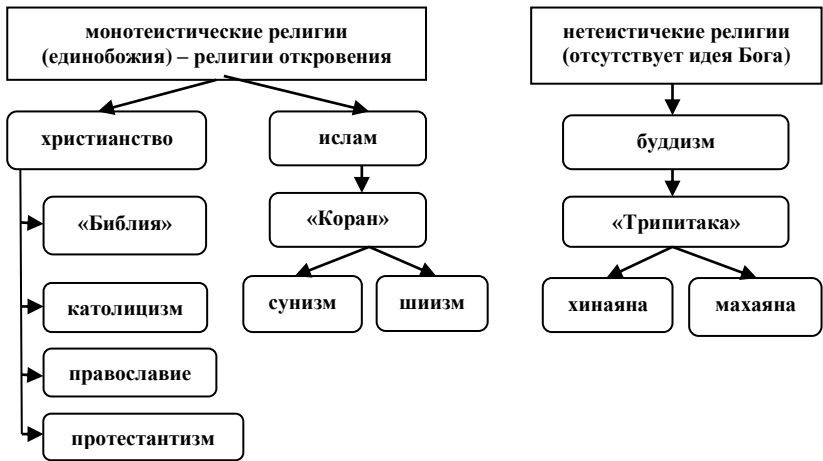 монотеистические религии
(единобожия) – религии откровения
нетеистичекие религии
(отсутствует идея Бога)
христианство
ислам
буддизм
«Библия»
«Коран»
«Трипитака»
католицизм
сунизм
шиизм
хинаяна
махаяна
православие
протестантизм